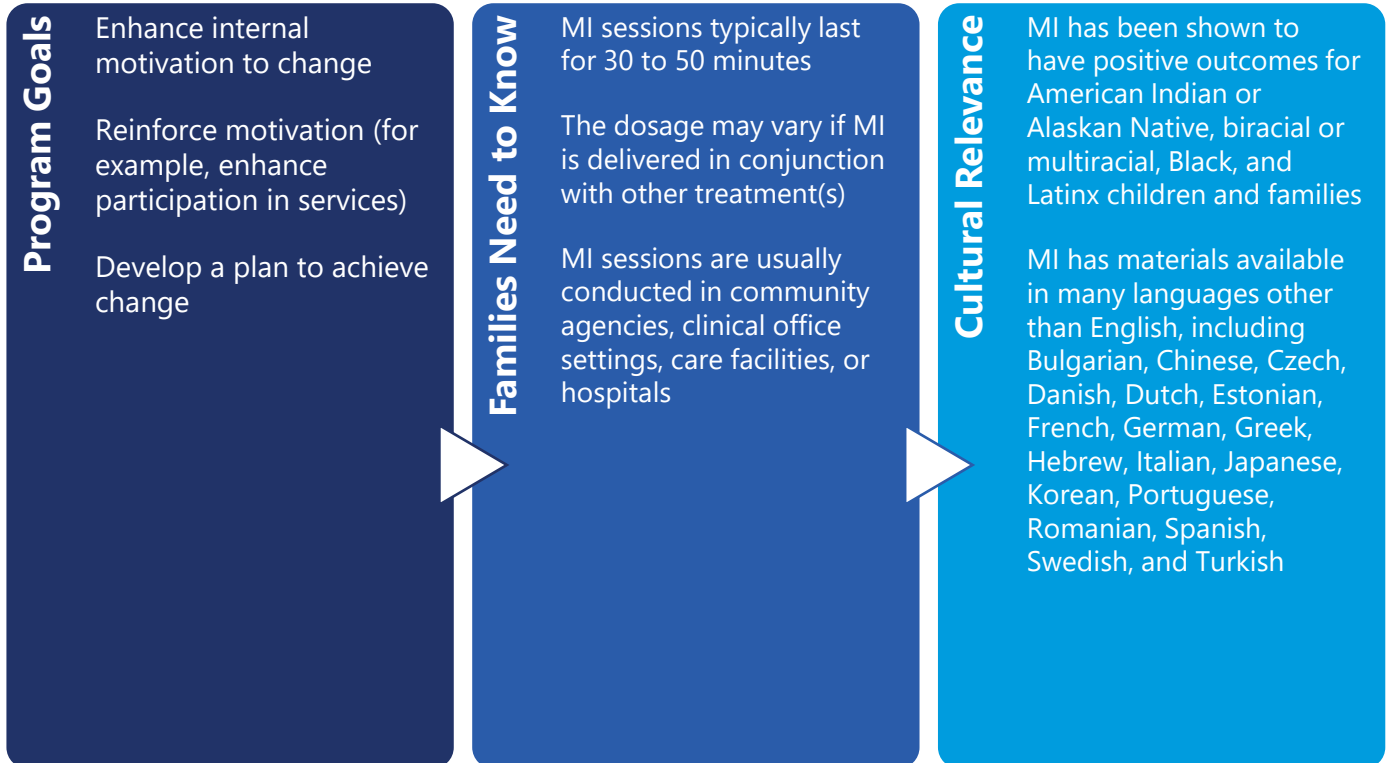 Program Goals
Enhance internal
motivation to change
Reinforce motivation (for
example, enhance
participation in services)
Develop a plan to achieve
change
Families Need to Know
MI sessions typically last
for 30 to 50 minutes
The dosage may vary if MI
is delivered in conjunction
with other treatment(s)
MI sessions are usually
conducted in community
agencies, clinical office
settings, care facilities, or
hospitals
Cultural Relevance
MI has been shown to
have positive outcomes for
American Indian or
Alaskan Native, biracial or
multiracial, Black, and
Latinx children and families
MI has materials available
in many languages other
than English, including
Bulgarian, Chinese, Czech,
Danish, Dutch, Estonian,
French, German, Greek,
Hebrew, Italian, Japanese,
Korean, Portuguese,
Romanian, Spanish,
Swedish, and Turkish